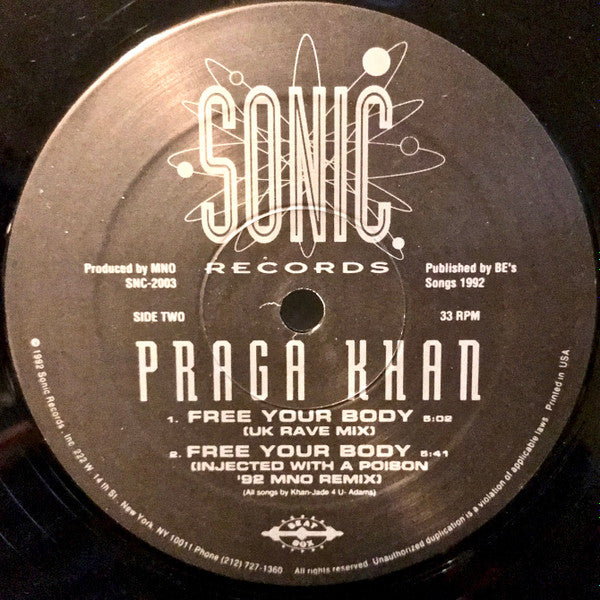 SONIC
RECORDS
Produced by MNO
SNC-2003
Published by BE's
Songs 1992
SIDE TWO
33 RPM
PRAGA KHAN
1. FREE YOUR BODY 5:02
(UK RAVE MIX)
2. FREE YOUR BODY 5:41
(INJECTED WITH A POISON
'92 MNO REMIX)
(All songs by Khan-Jade 4 U- Adams)
BEAT
BOX
℗ 1992 Sonic Records, Inc. 222 W. 14th St., New York, NY 10011 Phone (212) 727-1360 All rights reserved. Unauthorized duplication is a violation of applicable laws. Printed in USA